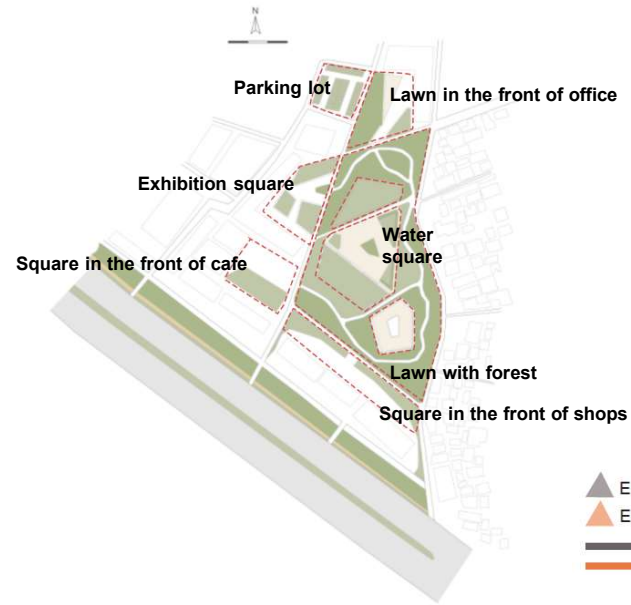 N
Parking lot
Lawn in the front of office
Exhibition square
Water
square
Square in the front of cafe
Lawn with forest
Square in the front of shops
E
E